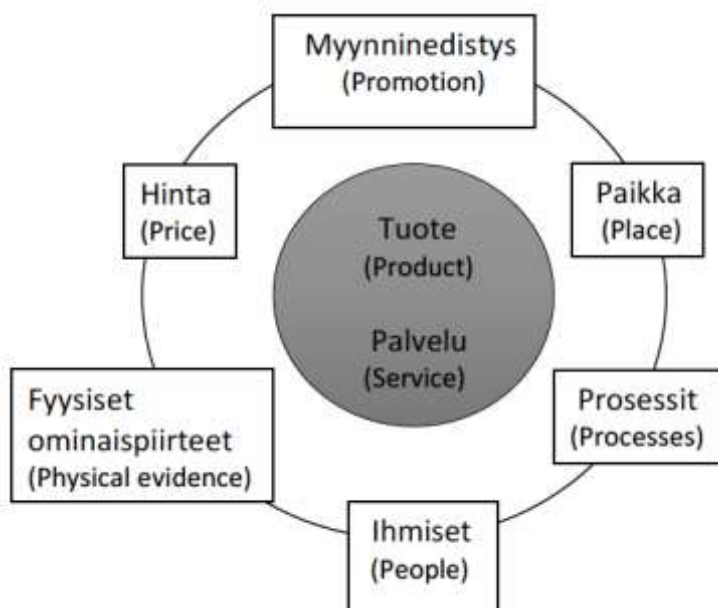 Myynninedistys
(Promotion)
Hinta
(Price)
Paikka
(Place)
Tuote
(Product)
Palvelu
(Service)
Fyysiset
ominaispiirteet
(Physical evidence)
Prosessit
(Processes)
Ihmiset
(People)